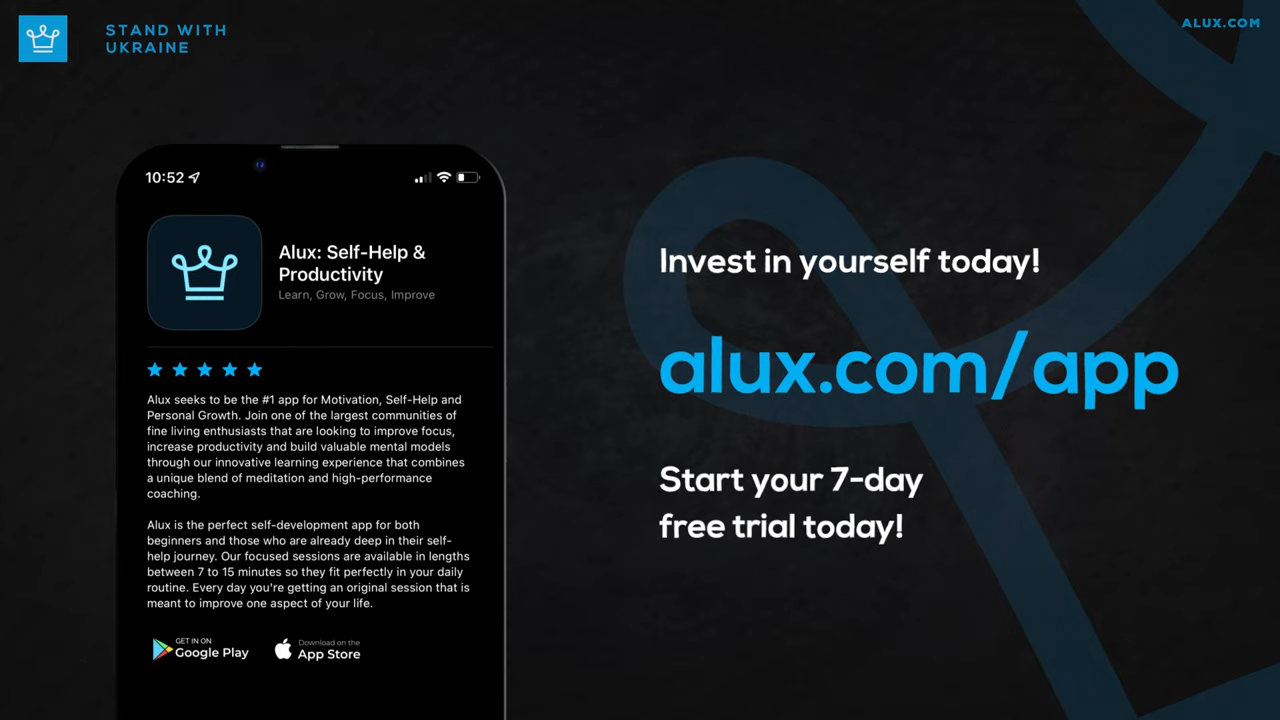 STAND WITH
UKRAINE
ALUX.COM
10:52
Alux: Self-Help &
Productivity
Learn, Grow, Focus, Improve
Alux seeks to be the #1 app for Motivation, Self-Help and
Personal Growth. Join one of the largest communities of
fine living enthusiasts that are looking to improve focus,
increase productivity and build valuable mental models
through our innovative learning experience that combines
a unique blend of meditation and high-performance
coaching.
Alux is the perfect self-development app for both
beginners and those who are already deep in their self-
help journey. Our focused sessions are available in lengths
between 7 to 15 minutes so they fit perfectly in your daily
routine. Every day you're getting an original session that is
meant to improve one aspect of your life.
GET IN ON
Google Play
Download on the
App Store
Invest in yourself today!
alux.com/app
Start your 7-day
free trial today!